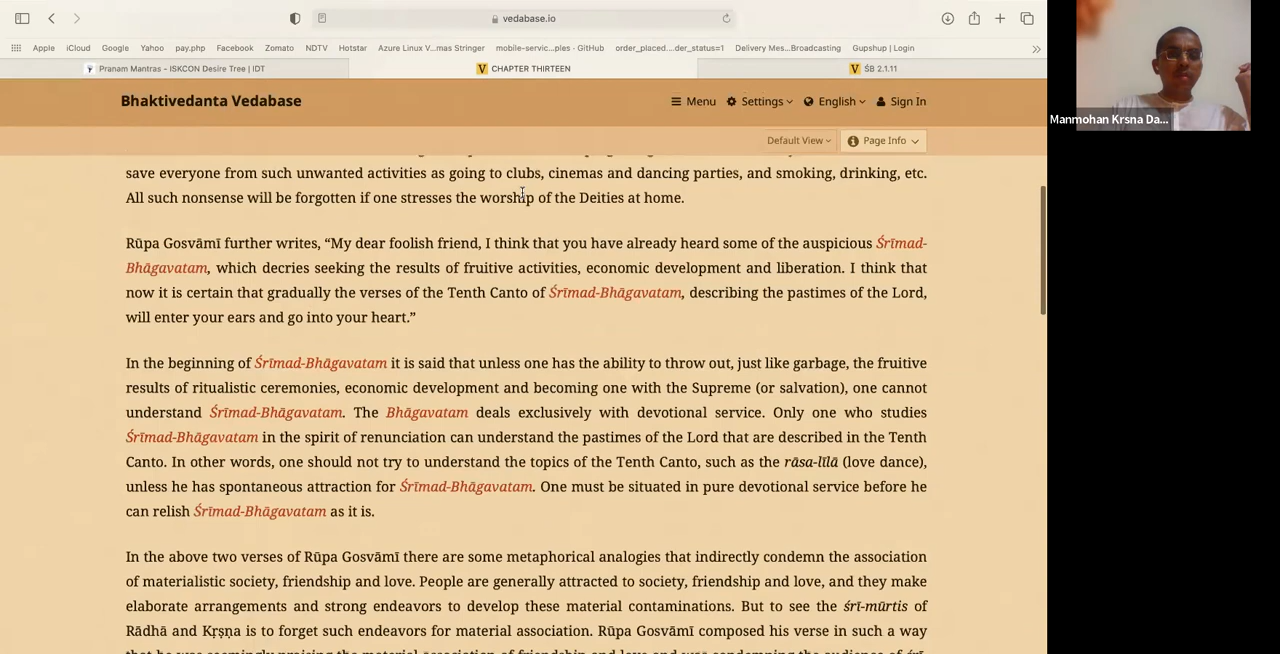 vedabase.io
Apple iCloud Google Yahoo pay.php Facebook Zomato NDTV Hotstar Azure Linux V...mas Stringer mobile-servic...ples · GitHub order_placed....der_status=1 Delivery Mes...Broadcasting Gupshup | Login
Pranam Mantras - ISKCON Desire Tree | IDT CHAPTER THIRTEEN ŚB 2.1.11
Bhaktivedanta Vedabase Menu Settings English Sign In
Default View Page Info
save everyone from such unwanted activities as going to clubs, cinemas and dancing parties, and smoking, drinking, etc.
All such nonsense will be forgotten if one stresses the worship of the Deities at home.
Rūpa Gosvāmī further writes, “My dear foolish friend, I think that you have already heard some of the auspicious Śrīmad-
Bhāgavatam, which decries seeking the results of fruitive activities, economic development and liberation. I think that
now it is certain that gradually the verses of the Tenth Canto of Śrīmad-Bhāgavatam, describing the pastimes of the Lord,
will enter your ears and go into your heart.”
In the beginning of Śrīmad-Bhāgavatam it is said that unless one has the ability to throw out, just like garbage, the fruitive
results of ritualistic ceremonies, economic development and becoming one with the Supreme (or salvation), one cannot
understand Śrīmad-Bhāgavatam. The Bhāgavatam deals exclusively with devotional service. Only one who studies
Śrīmad-Bhāgavatam in the spirit of renunciation can understand the pastimes of the Lord that are described in the Tenth
Canto. In other words, one should not try to understand the topics of the Tenth Canto, such as the rāsa-līlā (love dance),
unless he has spontaneous attraction for Śrīmad-Bhāgavatam. One must be situated in pure devotional service before he
can relish Śrīmad-Bhāgavatam as it is.
In the above two verses of Rūpa Gosvāmī there are some metaphorical analogies that indirectly condemn the association
of materialistic society, friendship and love. People are generally attracted to society, friendship and love, and they make
elaborate arrangements and strong endeavors to develop these material contaminations. But to see the śrī-mūrtis of
Rādhā and Kṛṣṇa is to forget such endeavors for material association. Rūpa Gosvāmī composed his verse in such a way
Manmohan Krsna Da...